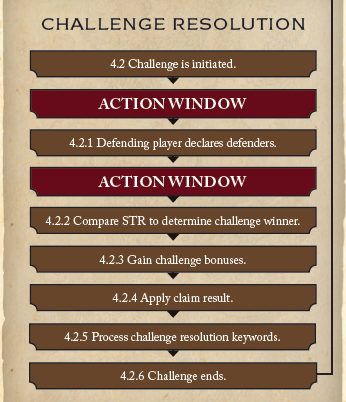 CHALLENGE RESOLUTION
4.2 Challenge is initiated.
ACTION WINDOW
4.2.1 Defending player declares defenders.
ACTION WINDOW
4.2.2 Compare STR to determine challenge winner.
4.2.3 Gain challenge bonuses.
4.2.4 Apply claim result.
4.2.5 Process challenge resolution keywords.
4.2.6 Challenge ends.